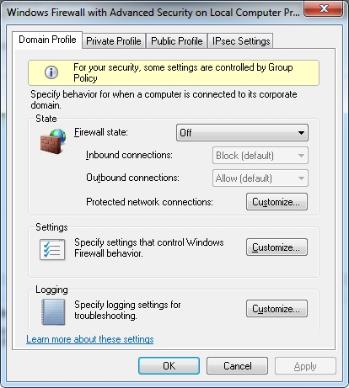 Windows Firewall with Advanced Security on Local Computer Pr...
Domain Profile Private Profile Public Profile IPsec Settings
For your security, some settings are controlled by Group
Policy
Specify behavior for when a computer is connected to its corporate
domain.
State
Firewall state: Off
Inbound connections: Block (default)
Outbound connections: Allow (default)
Protected network connections: Customize...
Settings
Specify settings that control Windows
Firewall behavior.
Customize...
Logging
Specify logging settings for
troubleshooting.
Customize...
Learn more about these settings
OK Cancel Apply